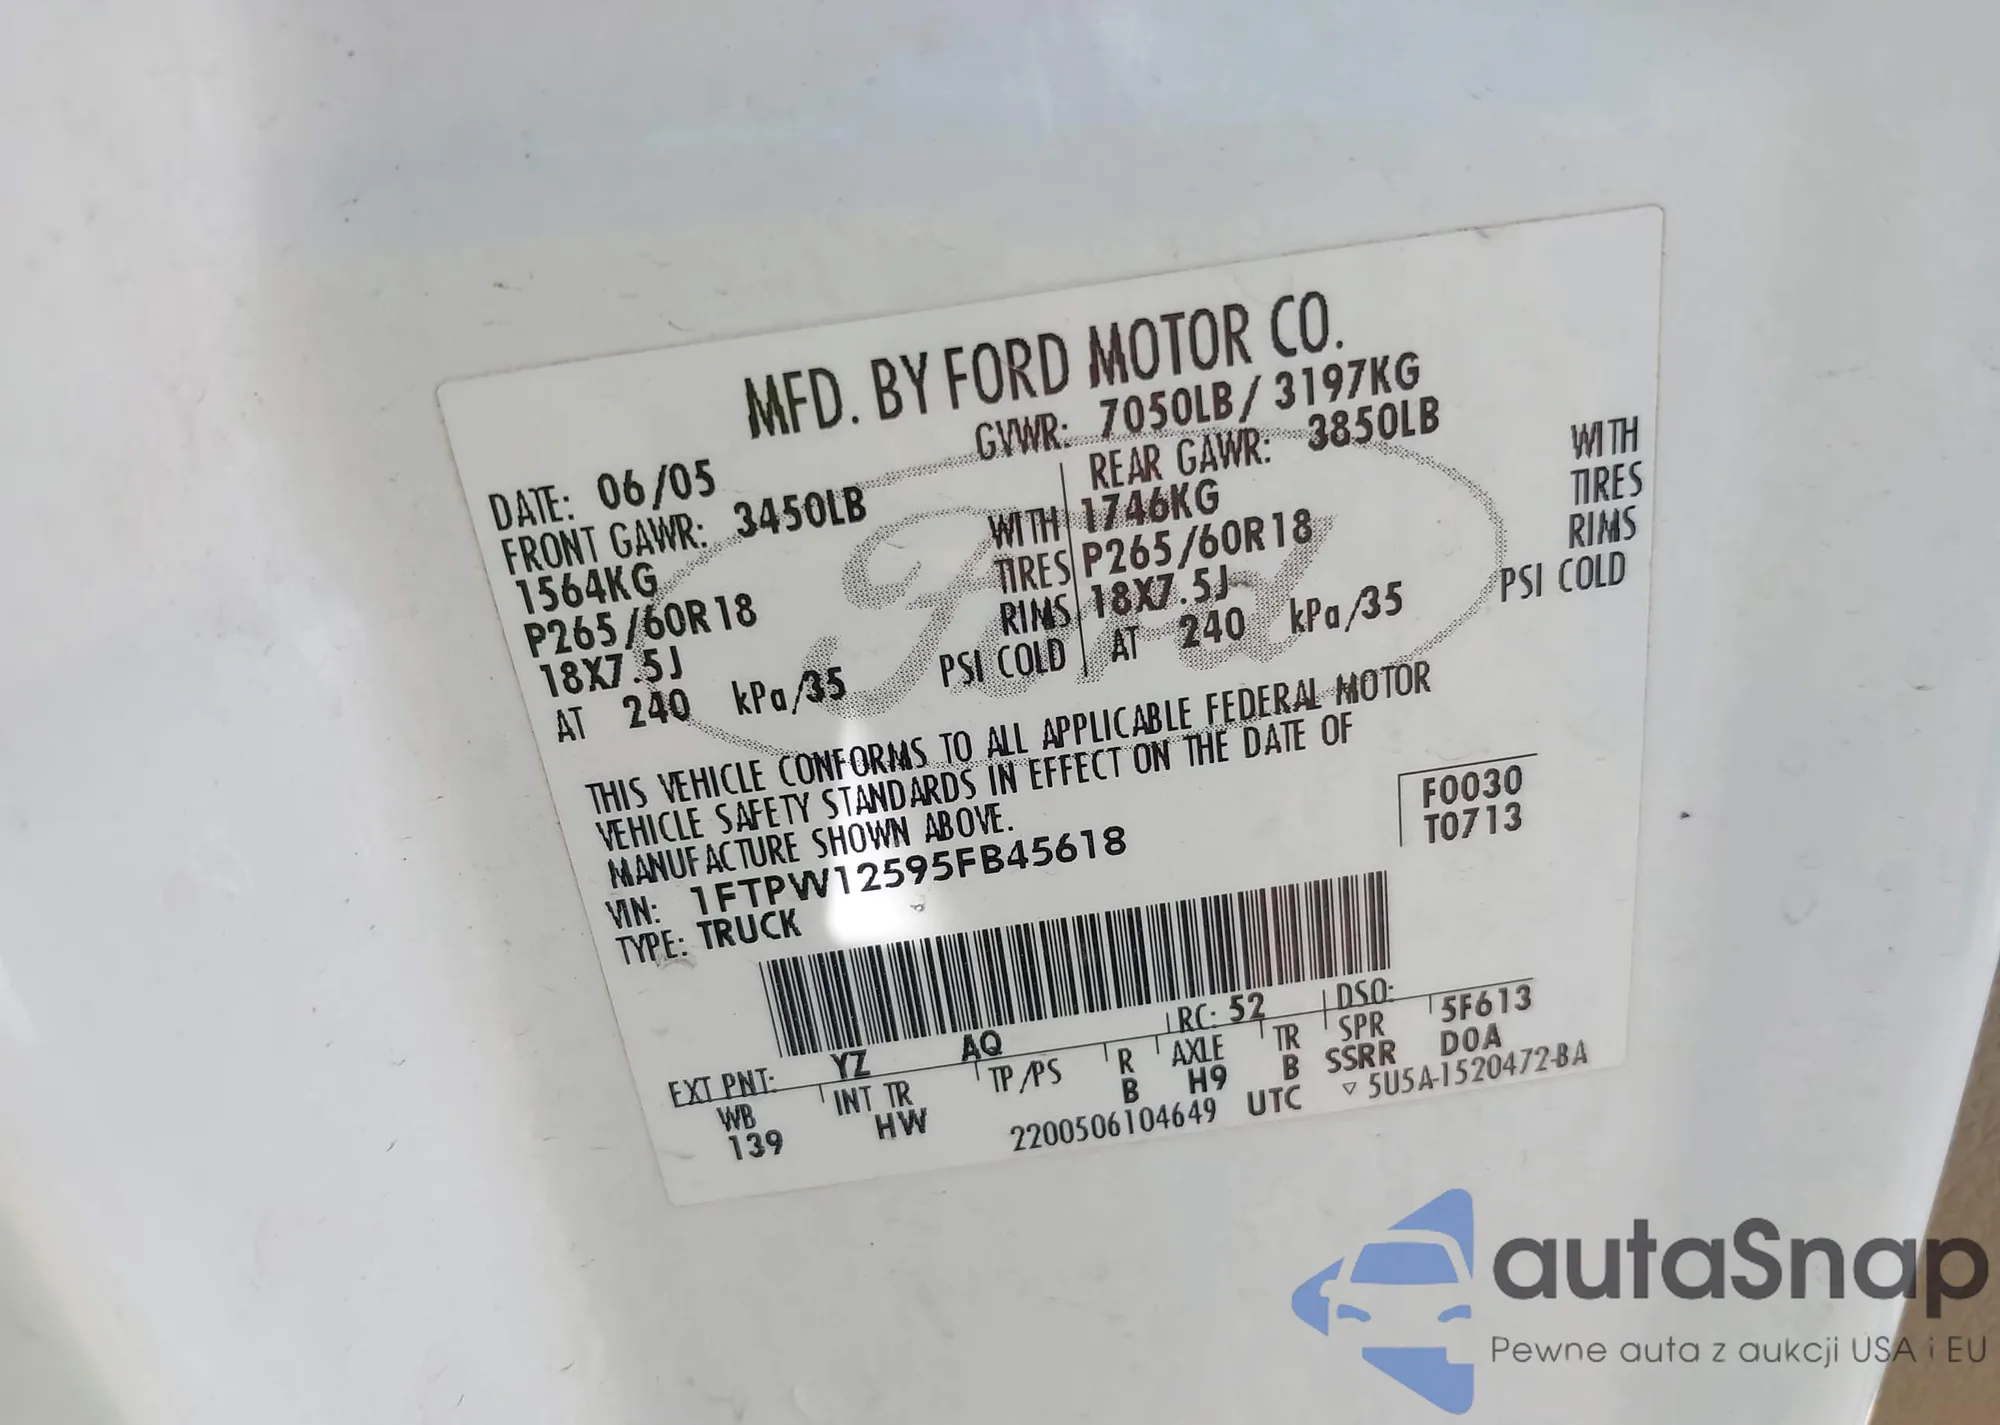 MFD. BY FORD MOTOR CO.
DATE: 06/05 GVWR: 7050LB/ 3197KG
FRONT GAWR: 3450LB REAR GAWR: 3850LB
1564KG WITH 1746KG WITH
P265/60R18 TIRES P265/60R18 TIRES
18X7.5J RIMS 18X7.5J RIMS
AT 240 kPa/35 PSI COLD AT 240 kPa/35 PSI COLD
Ford
THIS VEHICLE CONFORMS TO ALL APPLICABLE FEDERAL MOTOR
VEHICLE SAFETY STANDARDS IN EFFECT ON THE DATE OF
MANUFACTURE SHOWN ABOVE.
VIN: 1FTPW12595FB45618
TYPE: TRUCK
F0030
T0713
EXT PNT: YZ AQ RC: 52 DSO: 5F613
WB INT TR TP/PS R AXLE TR SPR DOA
139 HW B H9 B SSRR
2200506104649 UTC ▽ 5U5A-1520472-BA
autaSnap
Pewne auta z aukcji USA i EU